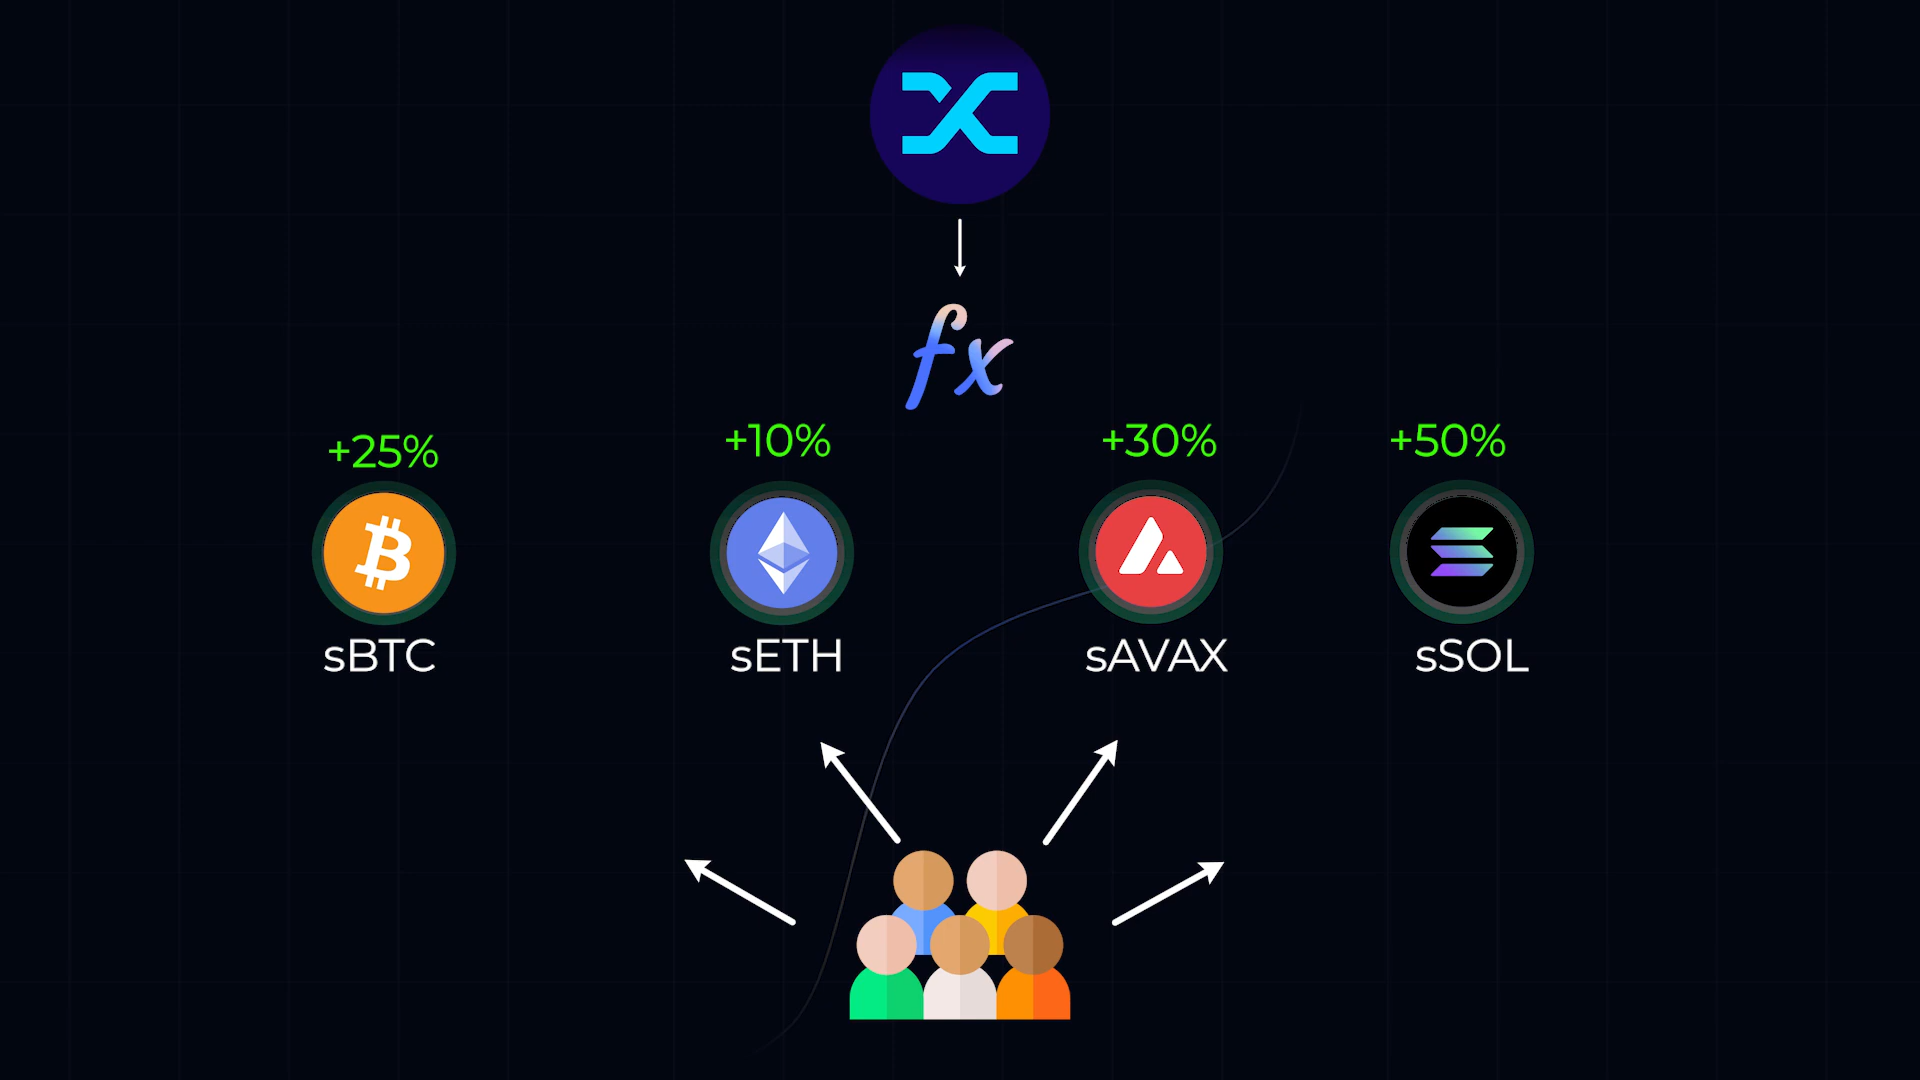 fx
+25%
+10%
+30%
+50%
sBTC
sETH
sAVAX
sSOL